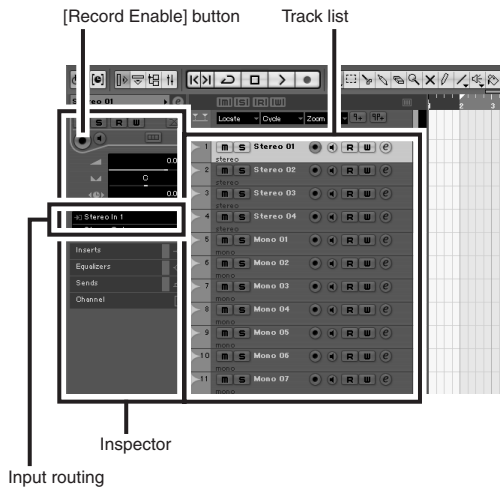 [Record Enable] button
Track list
Stereo 01
M S R W
Locate Cycle Zoom
2 3
S R W
0.0
C
0.0
Stereo In 1
Inserts
Equalizers
Sends
Channel
1 m S Stereo 01 R W e
stereo
2 m S Stereo 02 R W e
stereo
3 m S Stereo 03 R W e
stereo
4 m S Stereo 04 R W e
stereo
5 m S Mono 01 R W e
mono
6 m S Mono 02 R W e
mono
7 m S Mono 03 R W e
mono
8 m S Mono 04 R W e
mono
9 m S Mono 05 R W e
mono
10 m S Mono 06 R W e
mono
11 m S Mono 07 R W e
Inspector
Input routing